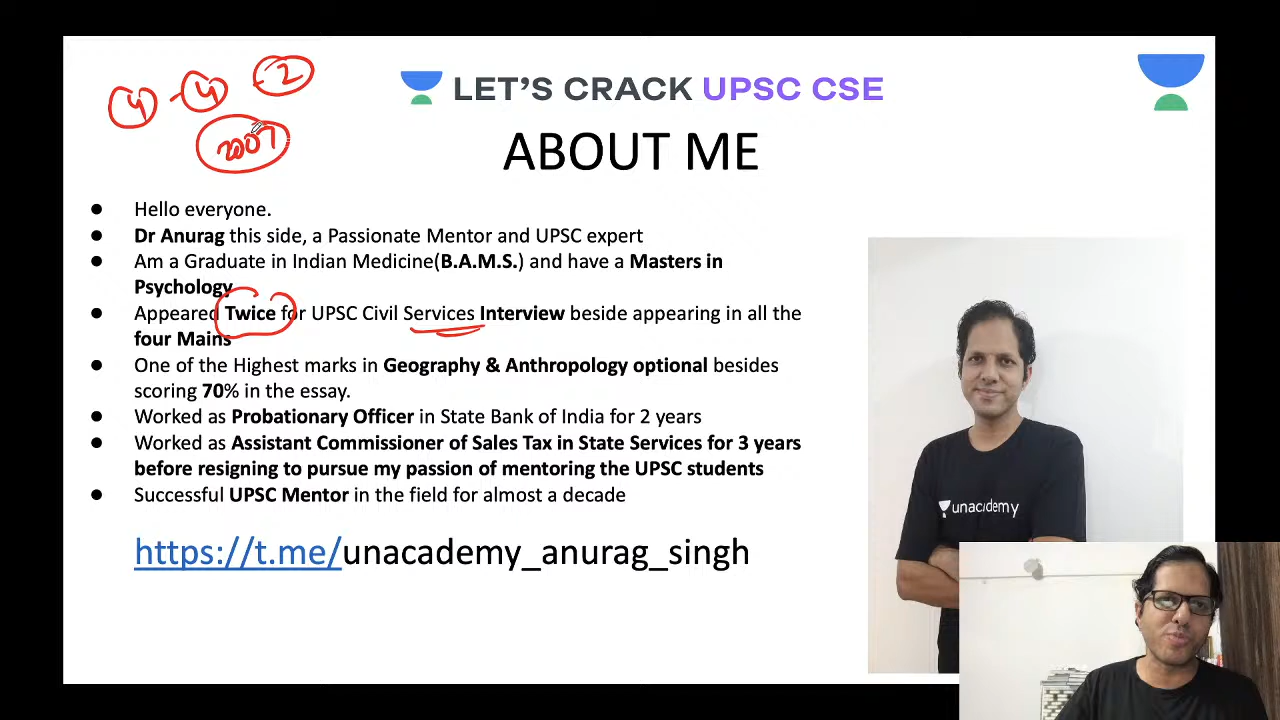 4 - 4 - 2
2007
LET'S CRACK UPSC CSE
ABOUT ME
● Hello everyone.
● Dr Anurag this side, a Passionate Mentor and UPSC expert
● Am a Graduate in Indian Medicine(B.A.M.S.) and have a Masters in
Psychology
● Appeared Twice for UPSC Civil Services Interview beside appearing in all the
four Mains
● One of the Highest marks in Geography & Anthropology optional besides
scoring 70% in the essay.
● Worked as Probationary Officer in State Bank of India for 2 years
● Worked as Assistant Commissioner of Sales Tax in State Services for 3 years
before resigning to pursue my passion of mentoring the UPSC students
● Successful UPSC Mentor in the field for almost a decade
https://t.me/unacademy_anurag_singh
unacademy